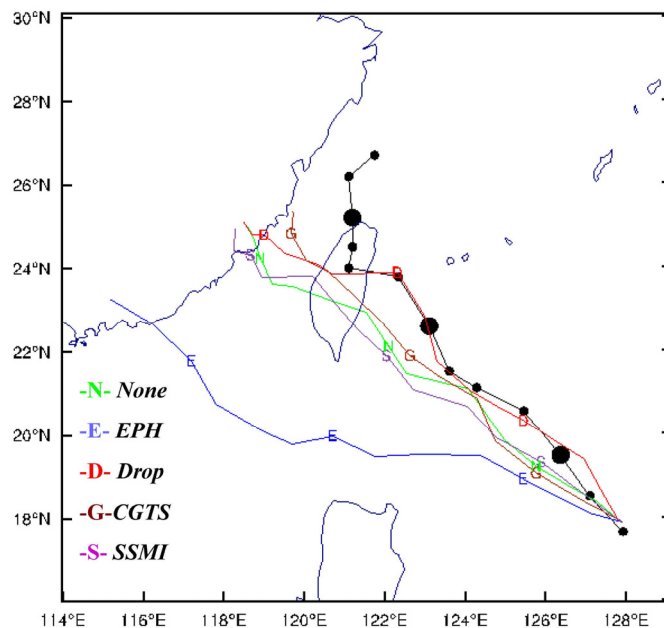 30°N
28°N
26°N
24°N
22°N
20°N
18°N
114°E 116°E 118°E 120°E 122°E 124°E 126°E 128°E
-N- None
-E- EPH
-D- Drop
-G-CGTS
-S- SSMI
G
D
N
S
D
N
S
G
E
E
D
S
N
G
E